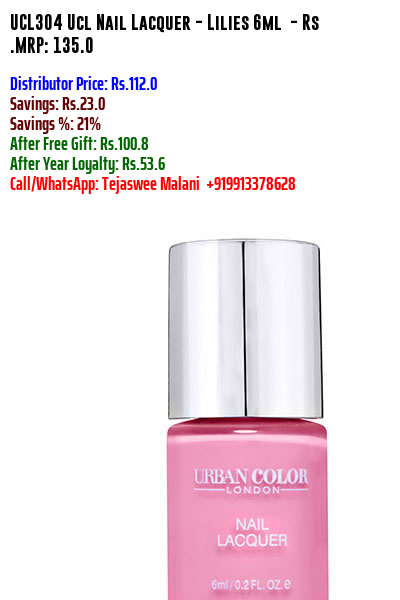 UCL304 Ucl Nail Lacquer - Lilies 6ml - Rs
.MRP: 135.0
Distributor Price: Rs.112.0
Savings: Rs.23.0
Savings %: 21%
After Free Gift: Rs.100.8
After Year Loyalty: Rs.53.6
Call/WhatsApp: Tejaswee Malani +919913378628
URBAN COLOR
LONDON
NAIL
LACQUER
6ml/0.2 FL. OZ. e